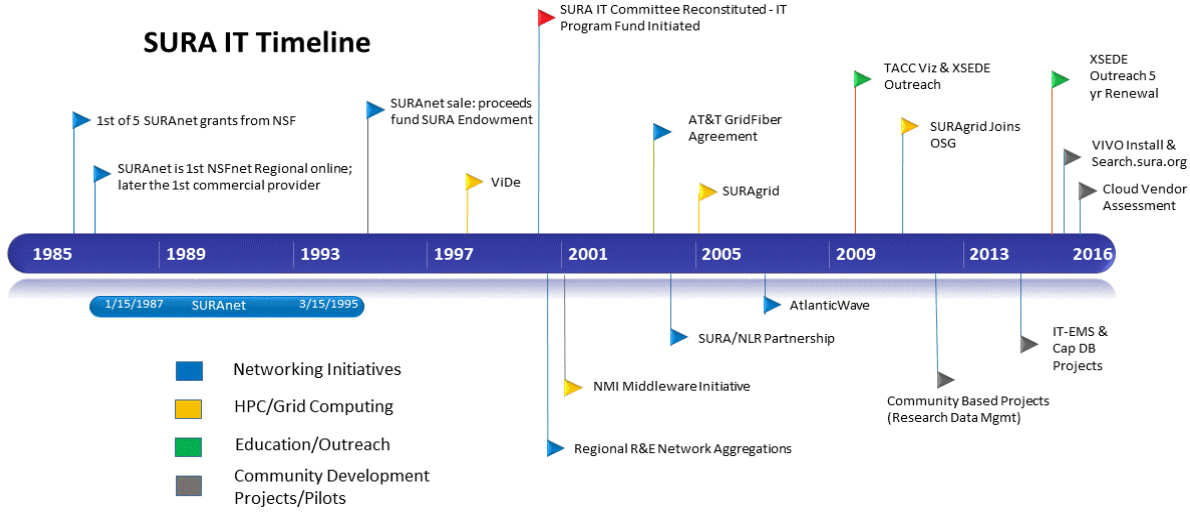 SURA IT Timeline
SURA IT Committee Reconstituted - IT
Program Fund Initiated
1st of 5 SURAnet grants from NSF
SURAnet is 1st NSFnet Regional online;
later the 1st commercial provider
SURAnet sale: proceeds
fund SURA Endowment
ViDe
AT&T GridFiber
Agreement
SURAgrid
TACC Viz & XSEDE
Outreach
SURAgrid Joins
OSG
XSEDE
Outreach 5
yr Renewal
VIVO Install &
Search.sura.org
Cloud Vendor
Assessment
1985 1989 1993 1997 2001 2005 2009 2013 2016
1/15/1987 SURAnet 3/15/1995
AtlanticWave
SURA/NLR Partnership
IT-EMS &
Cap DB
Projects
NMI Middleware Initiative
Community Based Projects
(Research Data Mgmt)
Regional R&E Network Aggregations
Networking Initiatives
HPC/Grid Computing
Education/Outreach
Community Development
Projects/Pilots